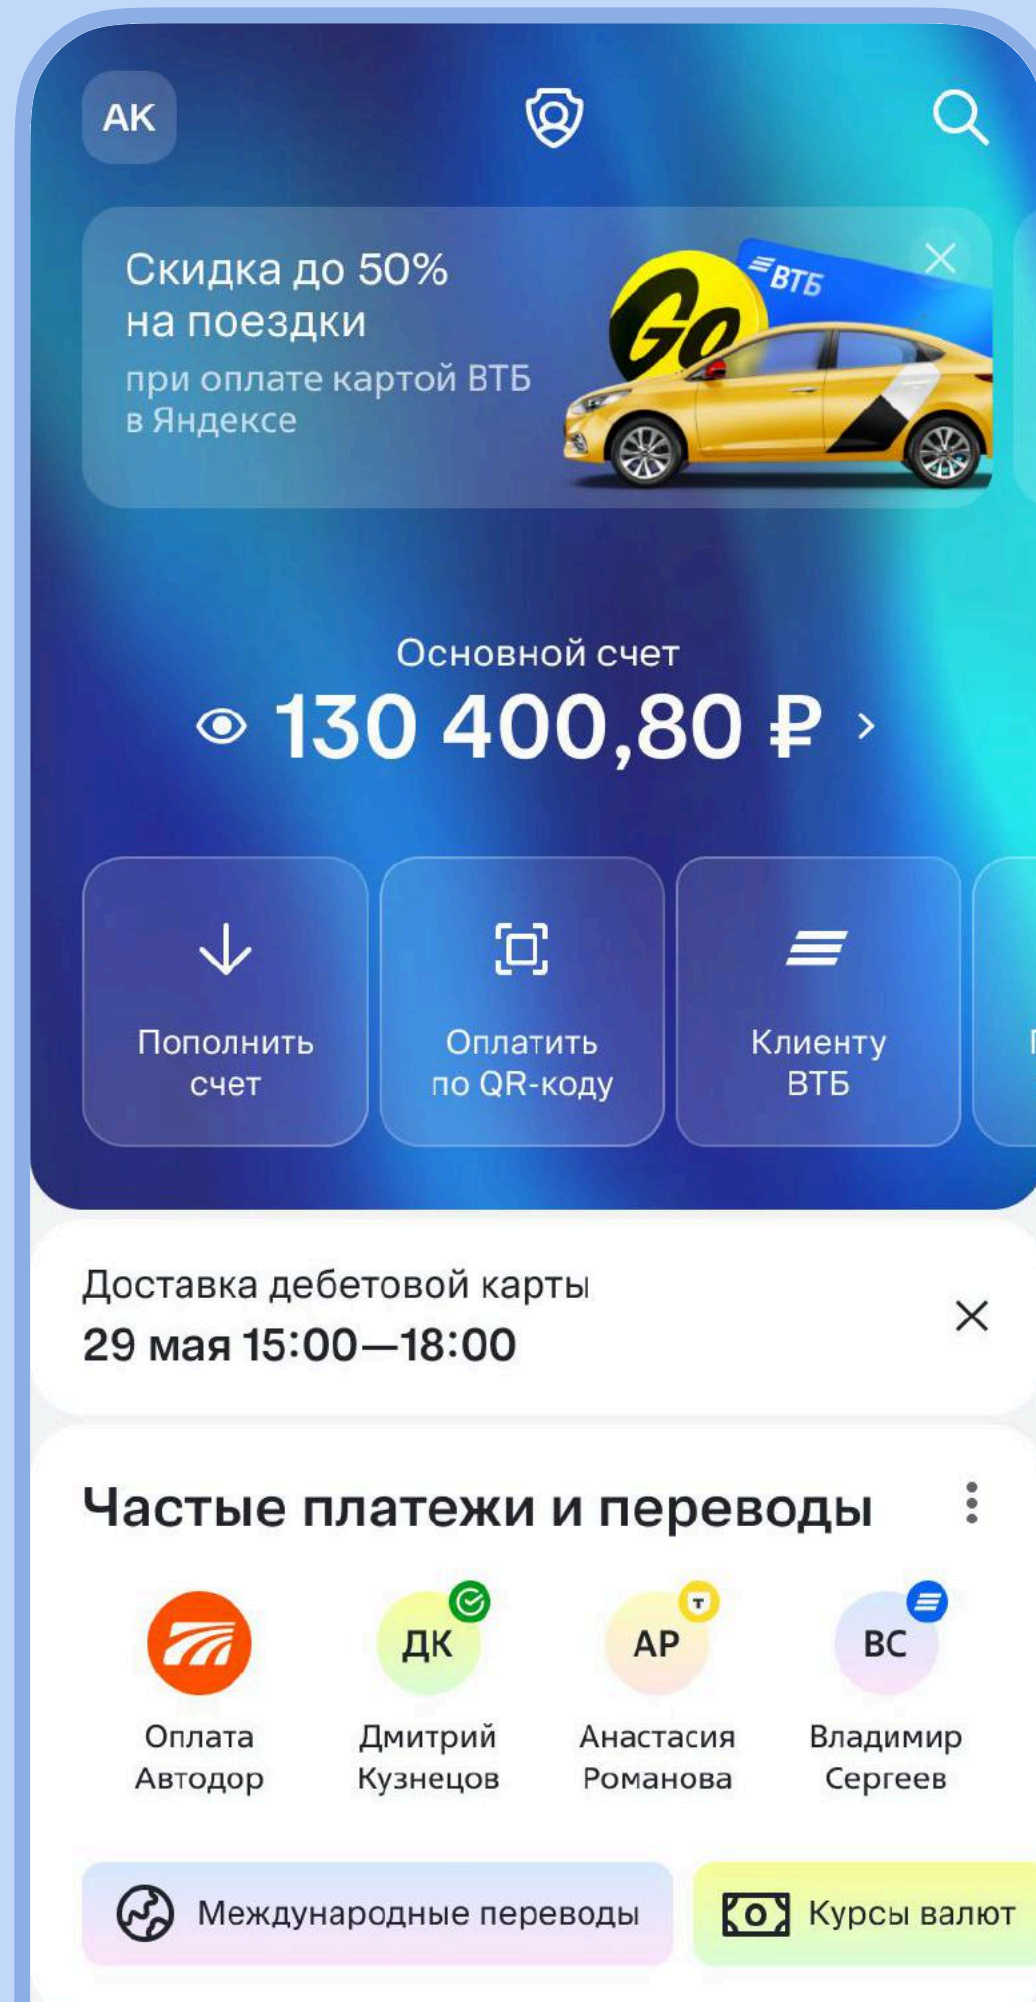 АК
Скидка до 50%
на поездки
при оплате картой ВТБ
в Яндексе
Go
ВТБ
Основной счет
130 400,80 ₽
Пополнить
счет
Оплатить
по QR-коду
Клиенту
ВТБ
Доставка дебетовой карты
29 мая 15:00—18:00
Частые платежи и переводы
ДК
Т
АР
ВС
Оплата
Автодор
Дмитрий
Кузнецов
Анастасия
Романова
Владимир
Сергеев
Международные переводы
Курсы валют